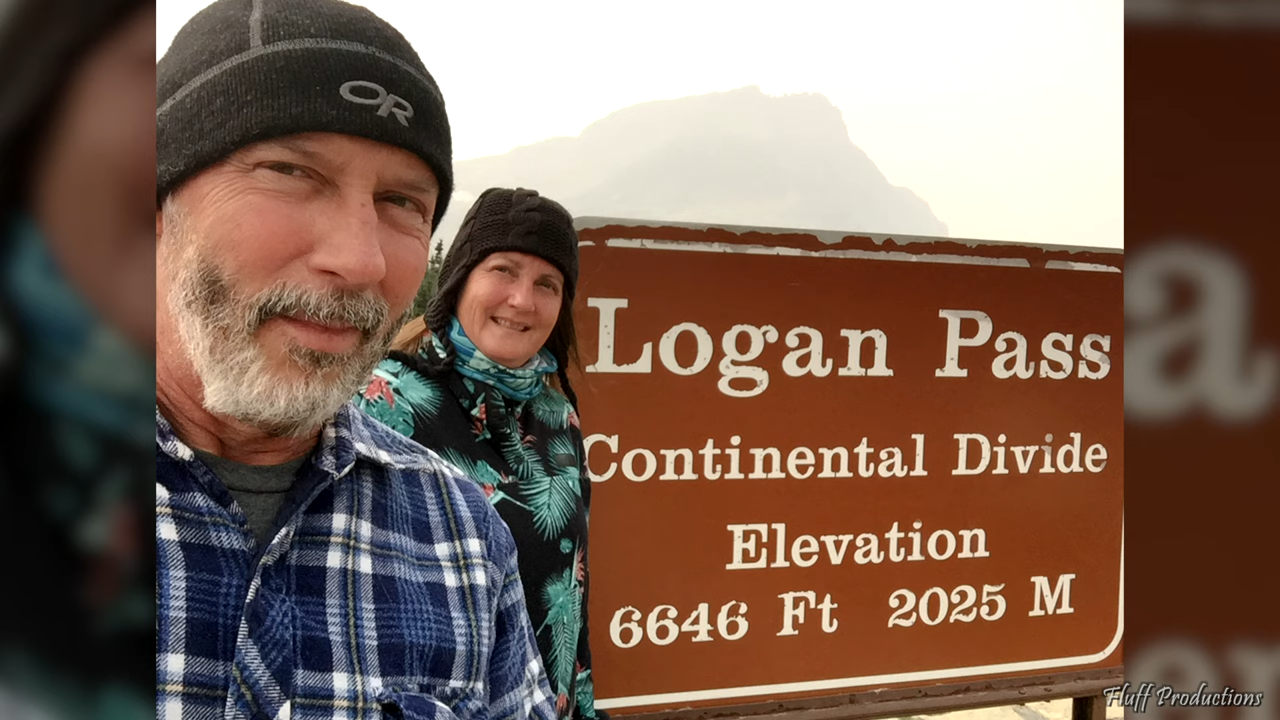 OR
Logan Pass
Continental Divide
Elevation
6646 Ft 2025 M
Fluff Productions